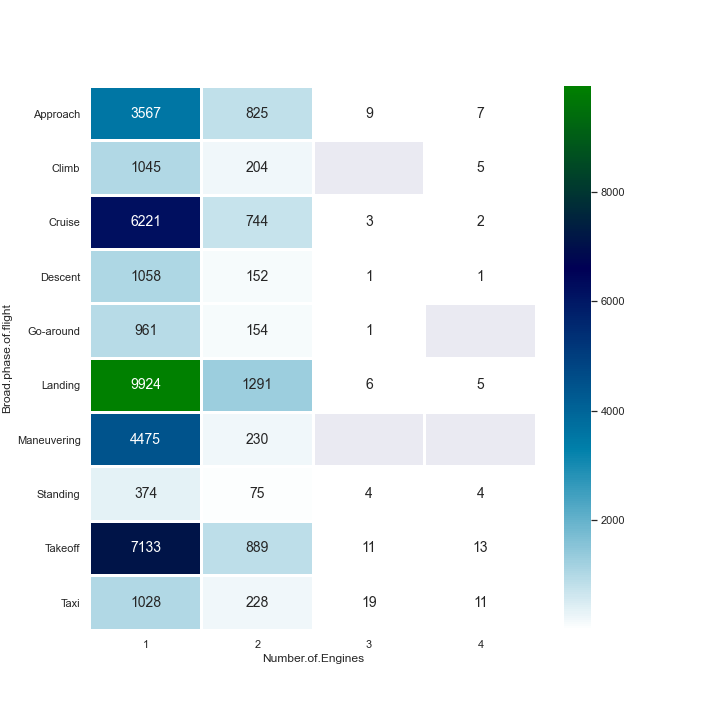 Approach 3567 825 9 7
Climb 1045 204 5
Cruise 6221 744 3 2
Descent 1058 152 1 1
Go-around 961 154 1
Landing 9924 1291 6 5
Maneuvering 4475 230
Standing 374 75 4 4
Takeoff 7133 889 11 13
Taxi 1028 228 19 11
1 2 3 4
Number.of.Engines
Broad.phase.of.flight
8000
6000
4000
2000